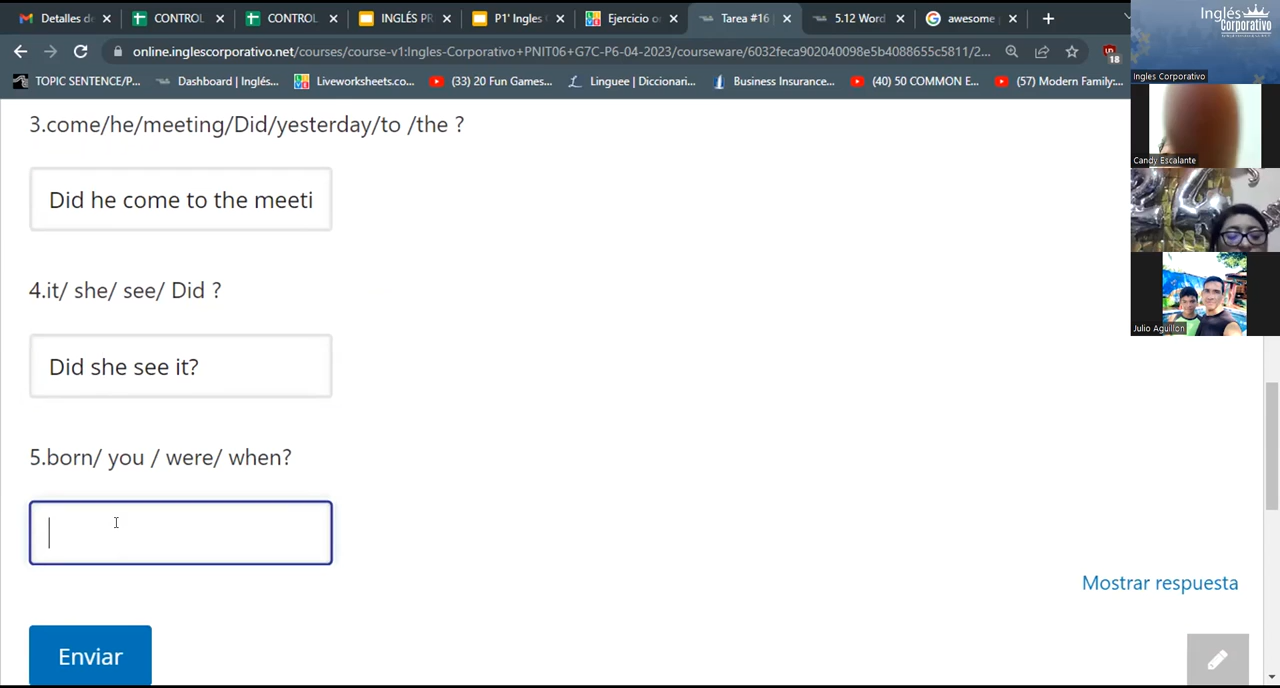 Detalles de
CONTROL
CONTROL
INGLÉS PR
P1' Ingles
Ejercicio o
Tarea #16
5.12 Word
awesome
online.inglescorporativo.net/courses/course-v1:Ingles-Corporativo+PNIT06+G7C-P6-04-2023/courseware/6032feca902040098e5b4088655c5811/2...
18
TOPIC SENTENCE/P...
Dashboard | Inglés...
Liveworksheets.co...
(33) 20 Fun Games...
Linguee | Diccionari...
Business Insurance...
(40) 50 COMMON E...
(57) Modern Family:...
Inglés
Corporativo
Ingles Corporativo
Candy Escalante
Julio Aguillon
3.come/he/meeting/Did/yesterday/to /the ?
Did he come to the meeti
4.it/ she/ see/ Did ?
Did she see it?
5.born/ you / were/ when?
Mostrar respuesta
Enviar